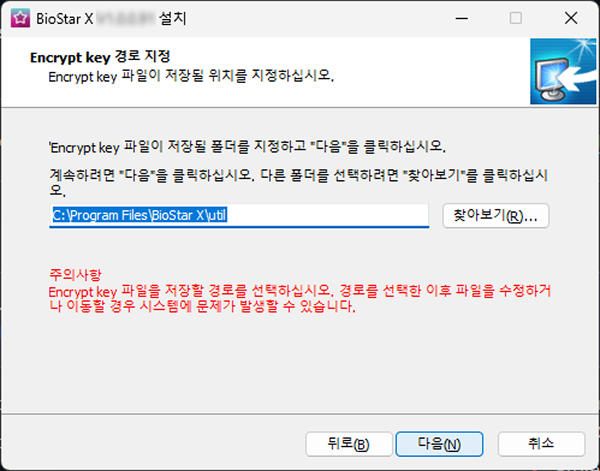 BioStar X 설치
Encrypt key 경로 지정
Encrypt key 파일이 저장될 위치를 지정하십시오.
'Encrypt key 파일이 저장될 폴더를 지정하고 "다음"을 클릭하십시오.
계속하려면 "다음"을 클릭하십시오. 다른 폴더를 선택하려면 "찾아보기"를 클릭하십시
오.
C:\Program Files\BioStar X\util
찾아보기(R)...
주의사항
Encrypt key 파일을 저장할 경로를 선택하십시오. 경로를 선택한 이후 파일을 수정하거
나 이동할 경우 시스템에 문제가 발생할 수 있습니다.
뒤로(B)
다음(N)
취소